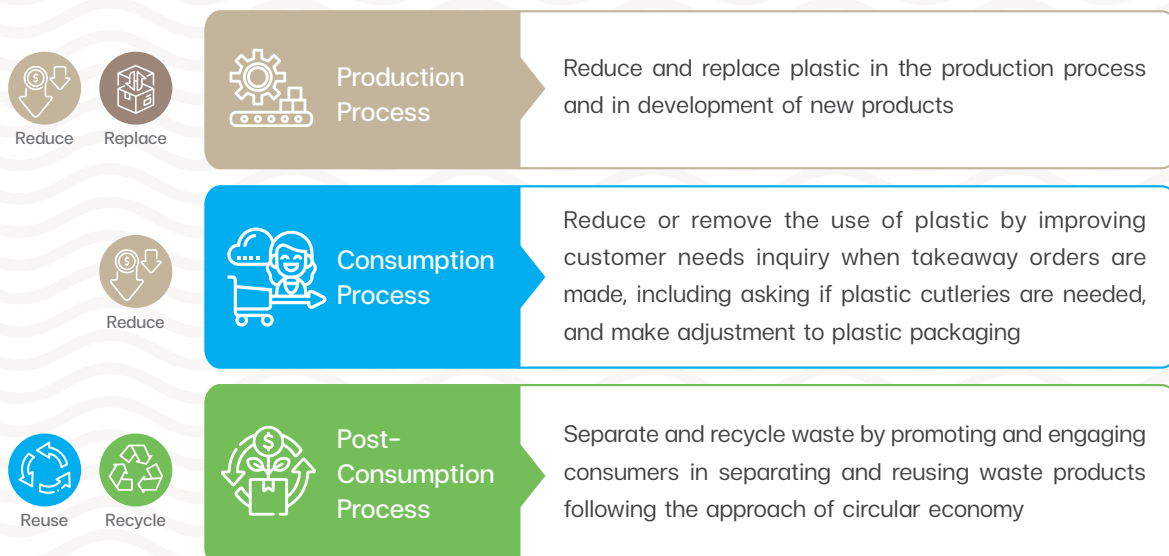 Reduce
Replace
Production
Process
Reduce and replace plastic in the production process
and in development of new products
Reduce
Consumption
Process
Reduce or remove the use of plastic by improving
customer needs inquiry when takeaway orders are
made, including asking if plastic cutleries are needed,
and make adjustment to plastic packaging
Reuse
Recycle
Post-
Consumption
Process
Separate and recycle waste by promoting and engaging
consumers in separating and reusing waste products
following the approach of circular economy